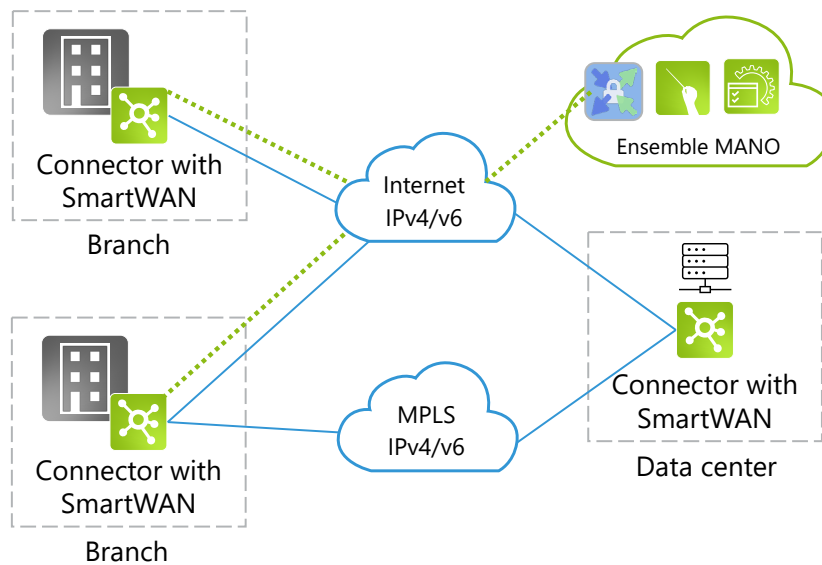 Connector with
SmartWAN
Branch
Internet
IPv4/v6
Ensemble MANO
Connector with
SmartWAN
Data center
MPLS
IPv4/v6
Connector with
SmartWAN
Branch